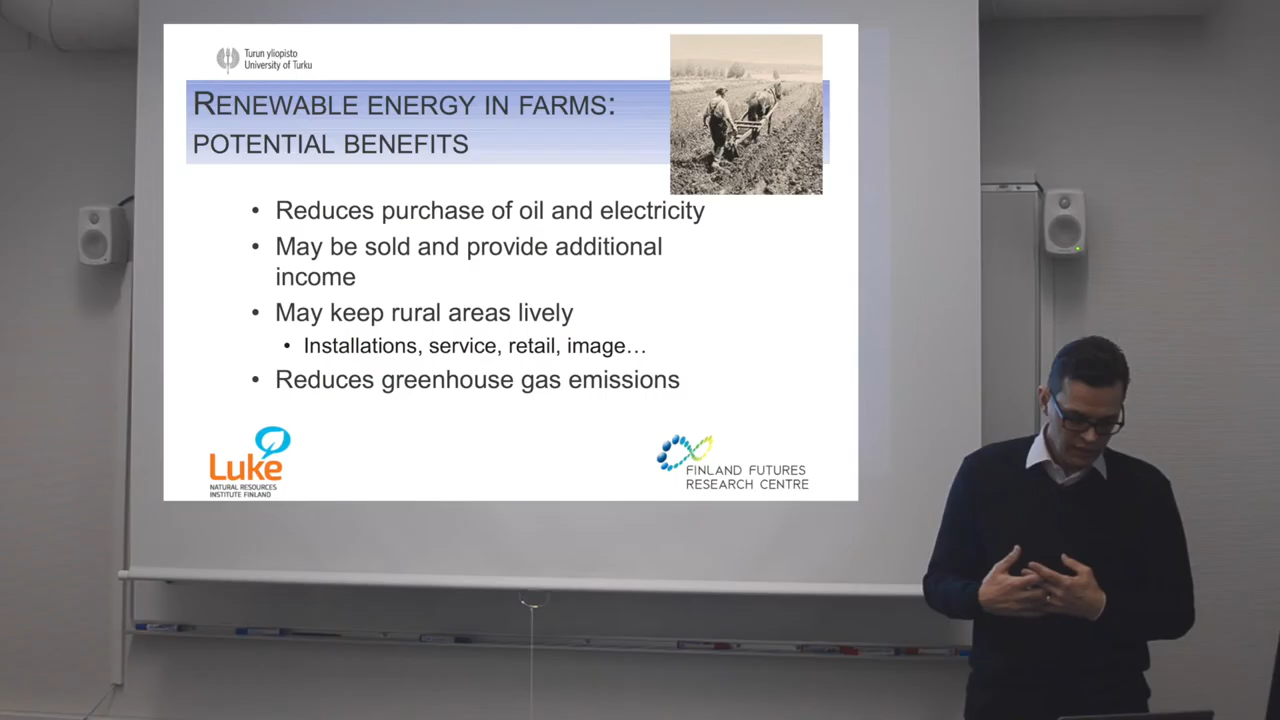 Turun yliopisto
University of Turku
RENEWABLE ENERGY IN FARMS:
POTENTIAL BENEFITS
• Reduces purchase of oil and electricity
• May be sold and provide additional
income
• May keep rural areas lively
• Installations, service, retail, image…
• Reduces greenhouse gas emissions
Luke
NATURAL RESOURCES
INSTITUTE FINLAND
FINLAND FUTURES
RESEARCH CENTRE